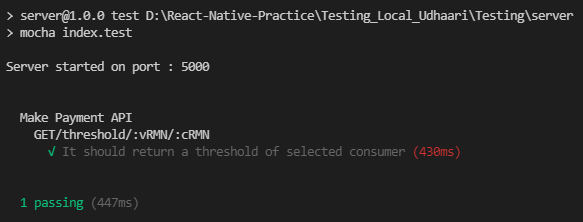 > server@1.0.0 test D:\React-Native-Practice\Testing_Local_Udhaari\Testing\server
> mocha index.test
Server started on port : 5000
Make Payment API
GET/threshold/:vRMN/:cRMN
√ It should return a threshold of selected consumer (430ms)
1 passing (447ms)